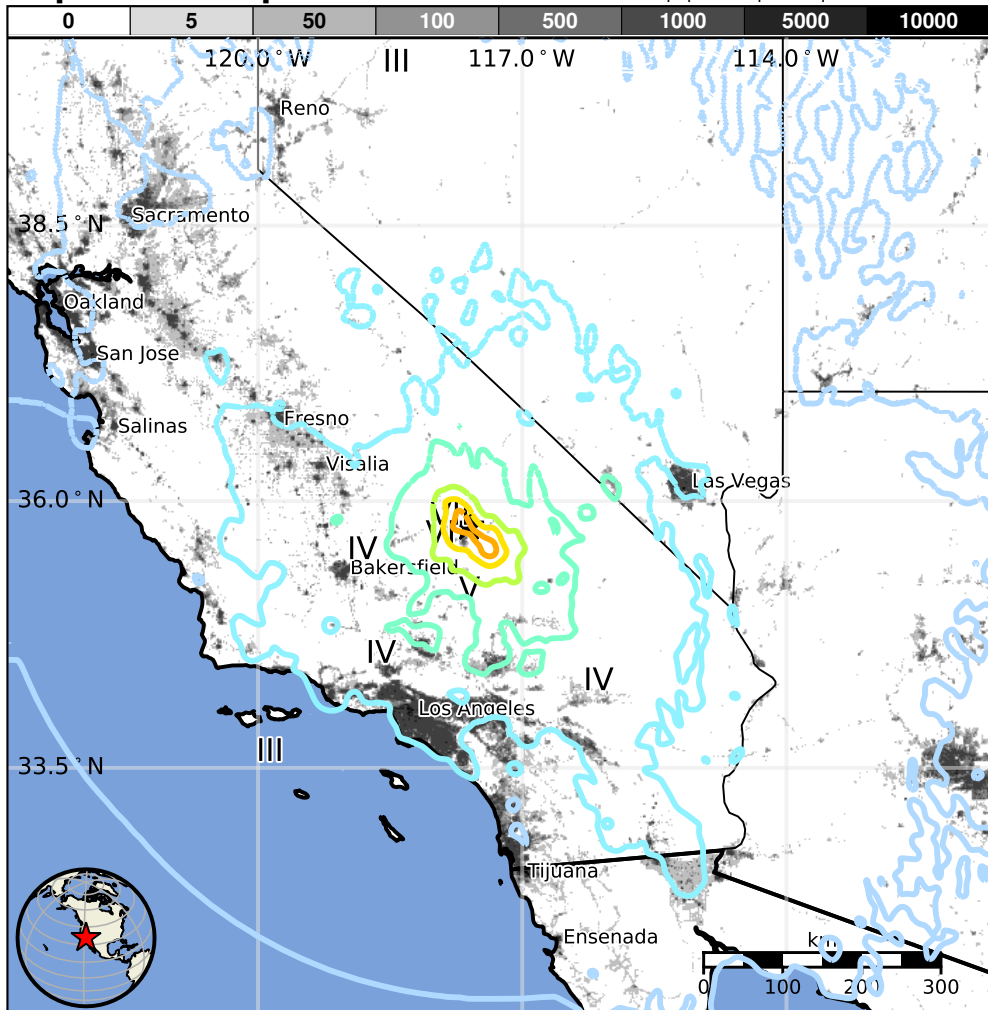 0 5 50 100 500 1000 5000 10000
120.0°W III 117.0°W 114.0°W
Reno
Sacramento
38.5°N
Oakland
San Jose
Fresno
Salinas
Visalia
Las Vegas
36.0°N
IV
Bakersfield
V
IV
IV
Los Angeles
III
33.5°N
Tijuana
Ensenada
km
0 100 200 300